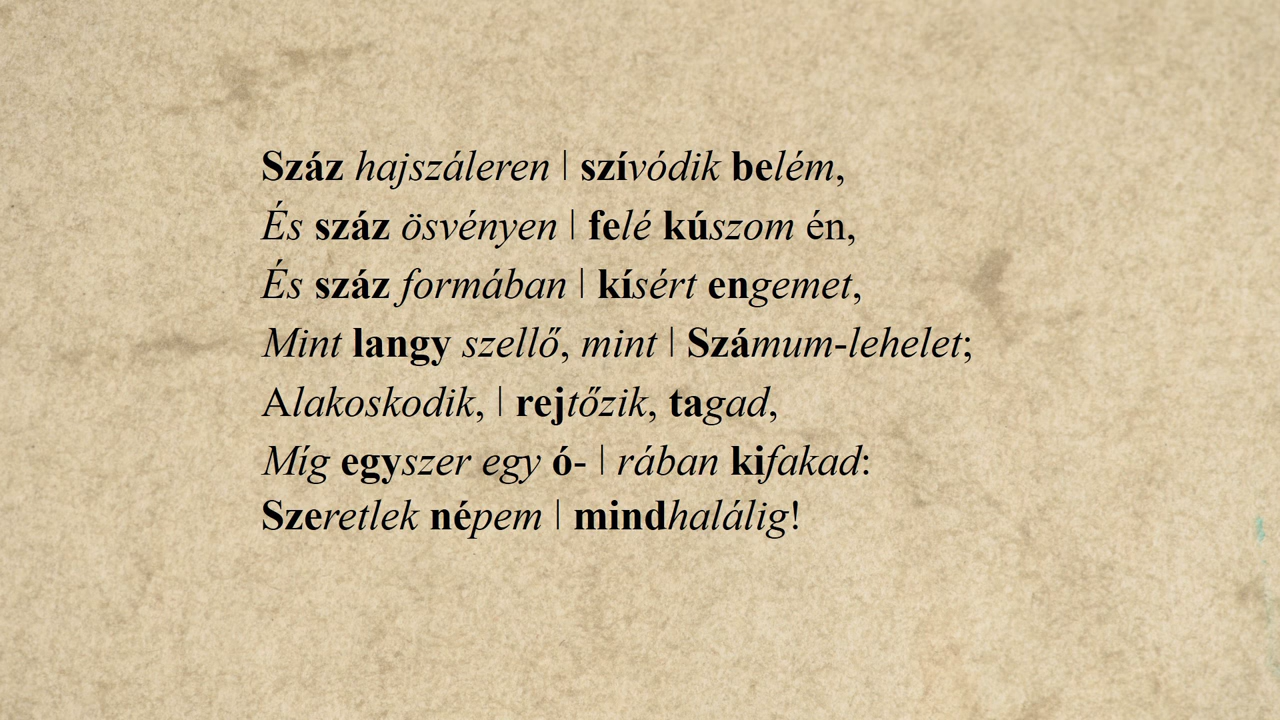 Száz hajszáleren | szívódik belém,
És száz ösvényen | felé kúszom én,
És száz formában | kísért engemet,
Mint langy szellő, mint | Számum-lehelet;
Alakoskodik, | rejtőzik, tagad,
Míg egyszer egy ó- | rában kifakad:
Szeretlek népem | mindhalálig!